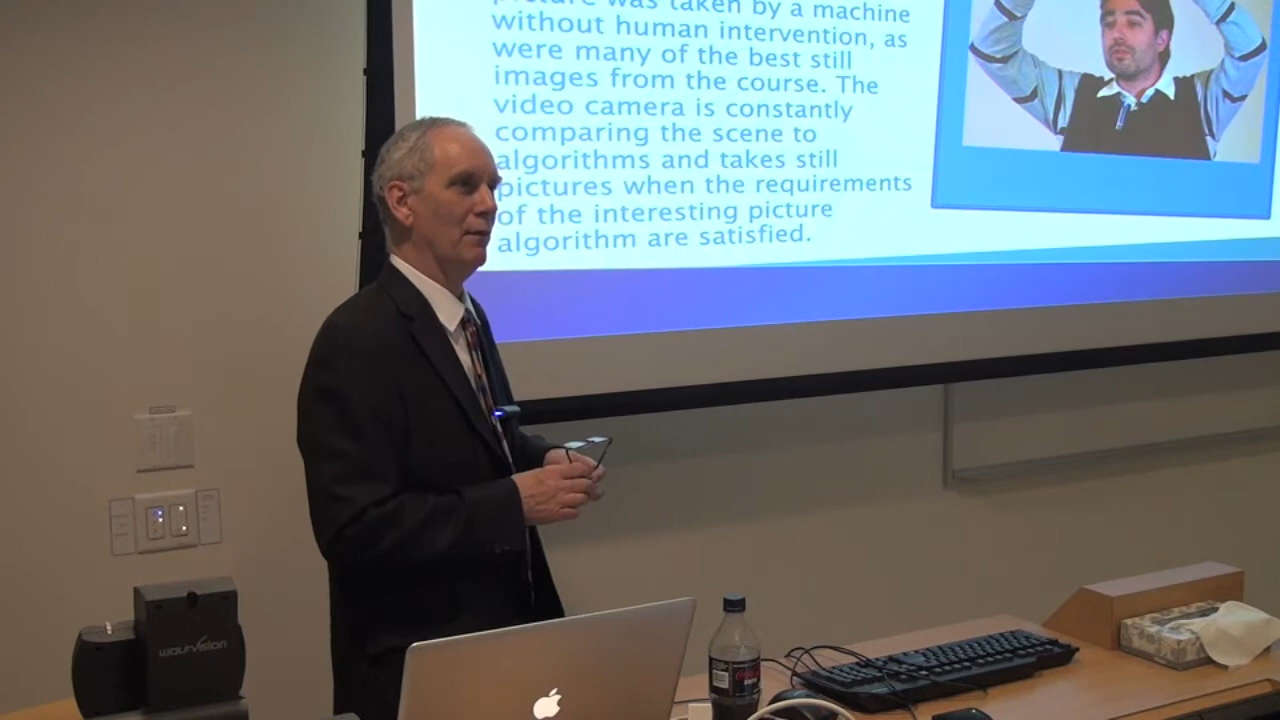 picture was taken by a machine
without human intervention, as
were many of the best still
images from the course. The
video camera is constantly
comparing the scene to
algorithms and takes still
pictures when the requirements
of the interesting picture
algorithm are satisfied.
WOLFVISION